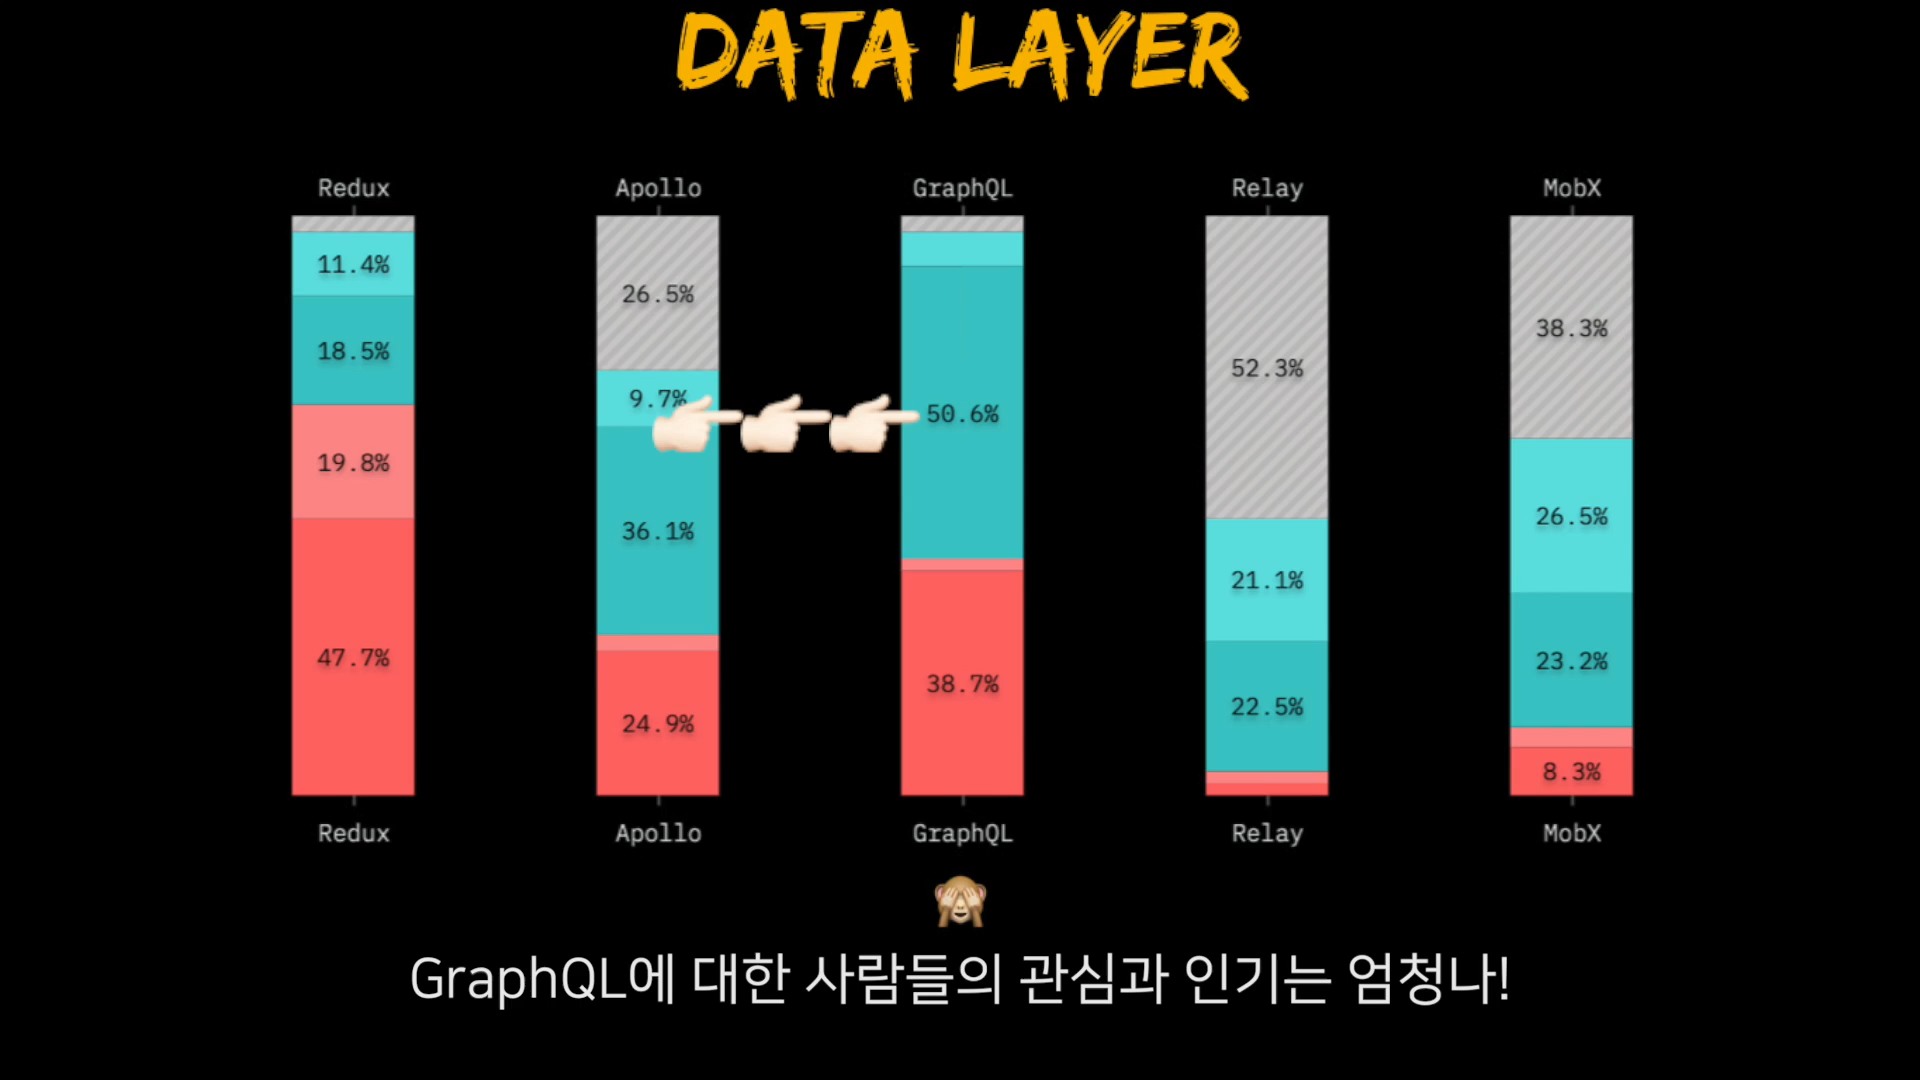 DATA LAYER
Redux Apollo GraphQL Relay MobX
11.4% 26.5% 50.6% 52.3% 38.3%
18.5% 9.7% 38.7% 21.1% 26.5%
19.8% 36.1% 22.5% 23.2%
47.7% 24.9% 8.3%
Redux Apollo GraphQL Relay MobX
GraphQL에 대한 사람들의 관심과 인기는 엄청나!